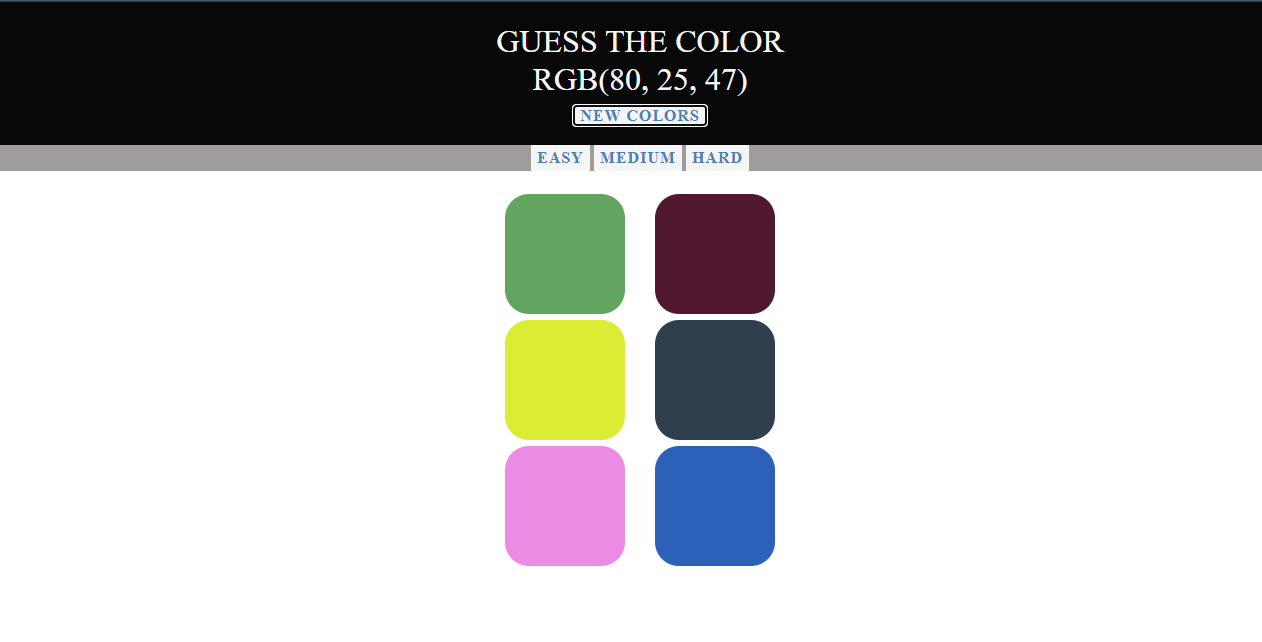 GUESS THE COLOR
RGB(80, 25, 47)
NEW COLORS
EASY MEDIUM HARD